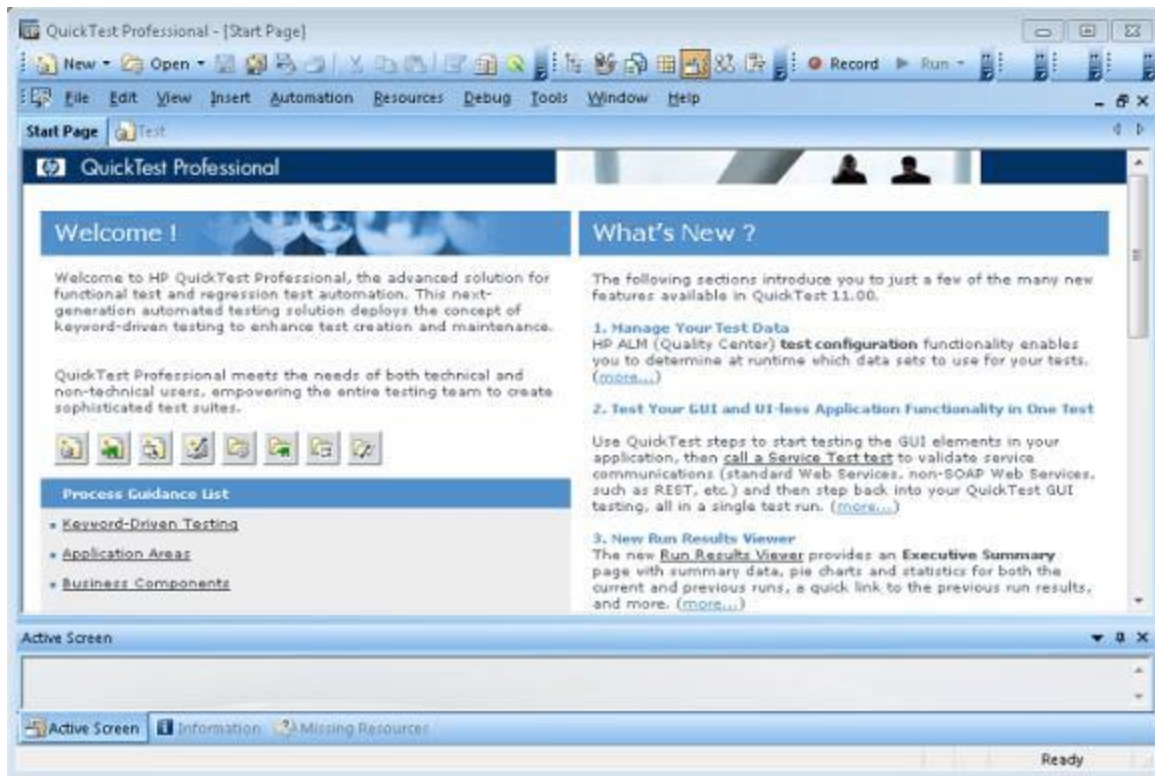 QuickTest Professional - [Start Page]
New Open Record Run
File Edit View Insert Automation Resources Debug Tools Window Help
Start Page Test
hp QuickTest Professional
Welcome !
Welcome to HP QuickTest Professional, the advanced solution for
functional test and regression test automation. This next-
generation automated testing solution deploys the concept of
keyword-driven testing to enhance test creation and maintenance.
QuickTest Professional meets the needs of both technical and
non-technical users, empowering the entire testing team to create
sophisticated test suites.
Process Guidance List
Keyword-Driven Testing
Application Areas
Business Components
What's New ?
The following sections introduce you to just a few of the many new
features available in QuickTest 11.00.
1. Manage Your Test Data
HP ALM (Quality Center) test configuration functionality enables
you to determine at runtime which data sets to use for your tests.
(more...)
2. Test Your GUI and UI-less Application Functionality in One Test
Use QuickTest steps to start testing the GUI elements in your
application, then call a Service Test test to validate service
communications (standard Web Services, non-SOAP Web Services,
such as REST, etc.) and then step back into your QuickTest GUI
testing, all in a single test run. (more...)
3. New Run Results Viewer
The new Run Results Viewer provides an Executive Summary
page with summary data, pie charts and statistics for both the
current and previous runs, a quick link to the previous run results,
and more. (more...)
Active Screen
Active Screen Information Missing Resources
Ready